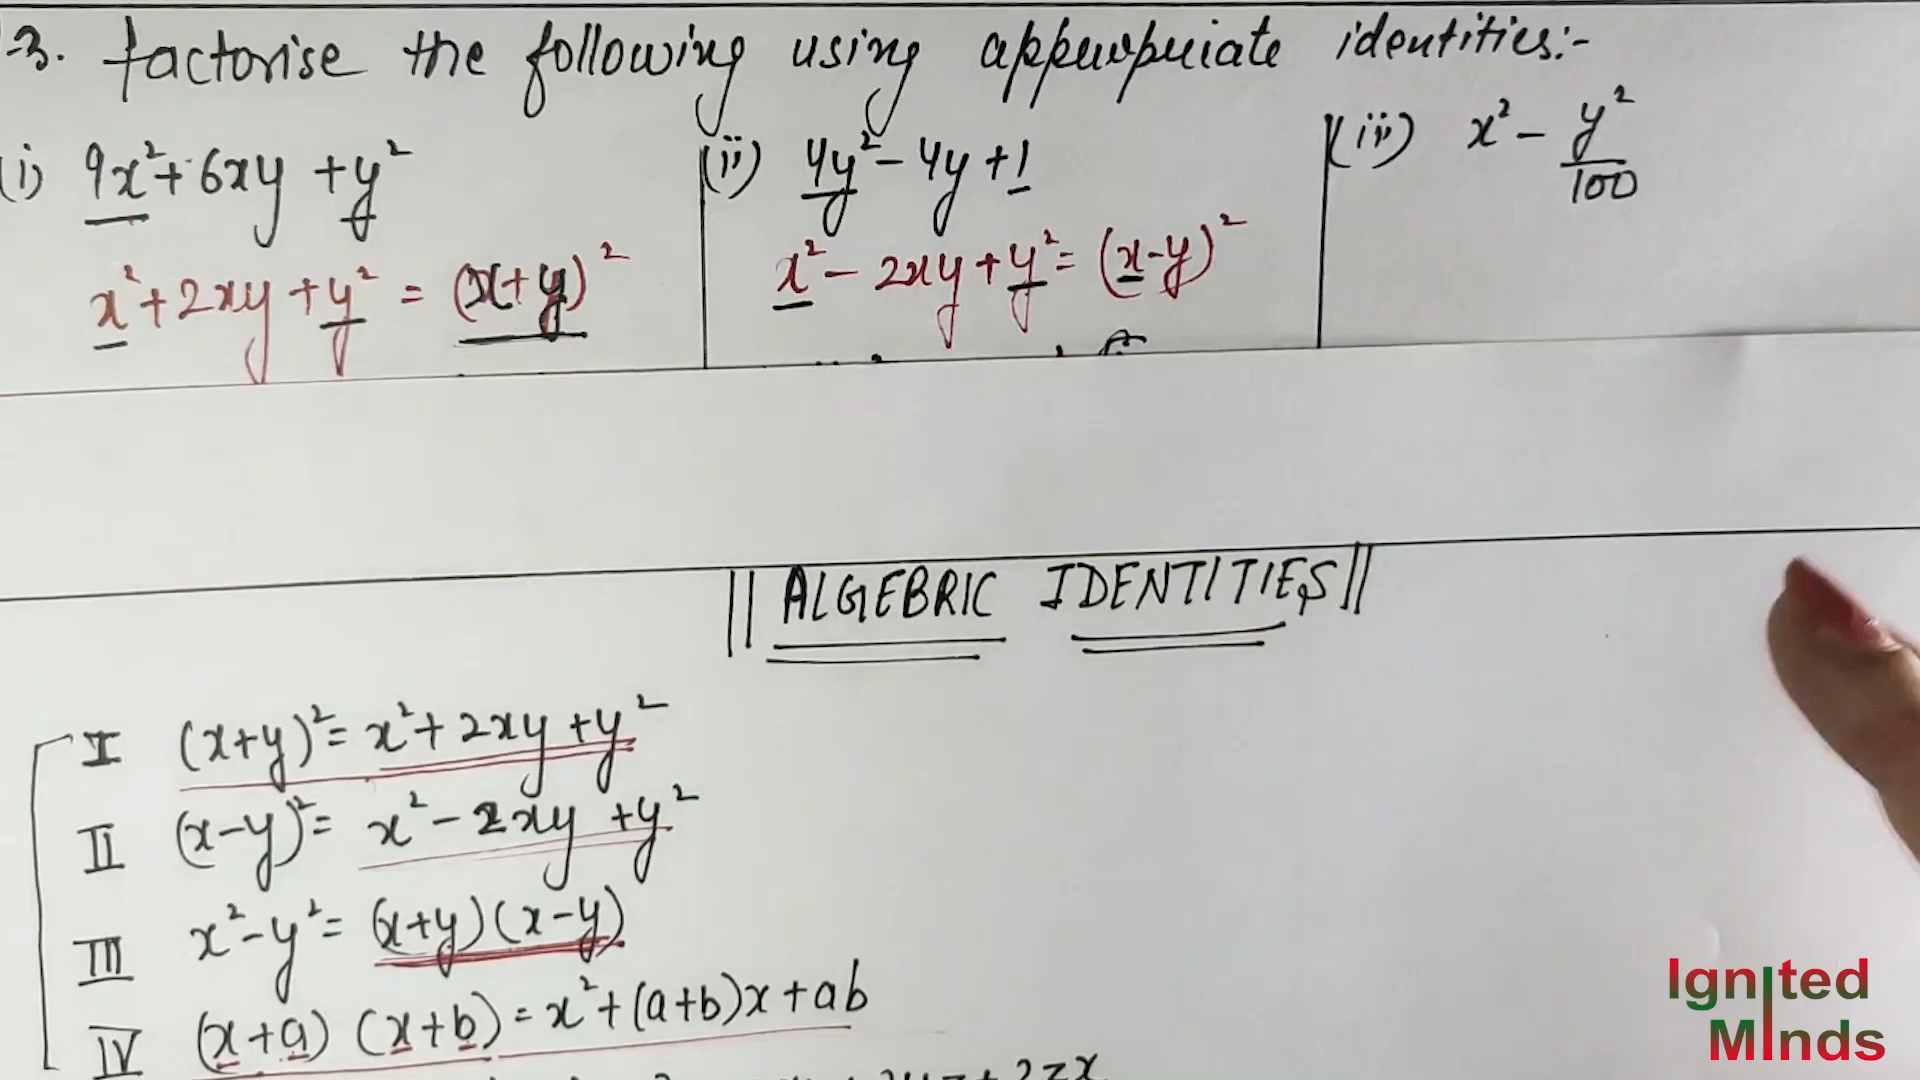 3. factorise the following using appropriate identities:-
(i) 9x²+6xy+y²
x²+2xy+y² = (x+y)²
(ii) 4y²-4y+1
x²-2xy+y² = (x-y)²
(iii) x² - y²/100
ALGEBRIC IDENTITIES
I (x+y)² = x²+2xy+y²
II (x-y)² = x²-2xy+y²
III x²-y² = (x+y)(x-y)
IV (x+a)(x+b) = x²+(a+b)x+ab
+2zx
Ignited
Minds